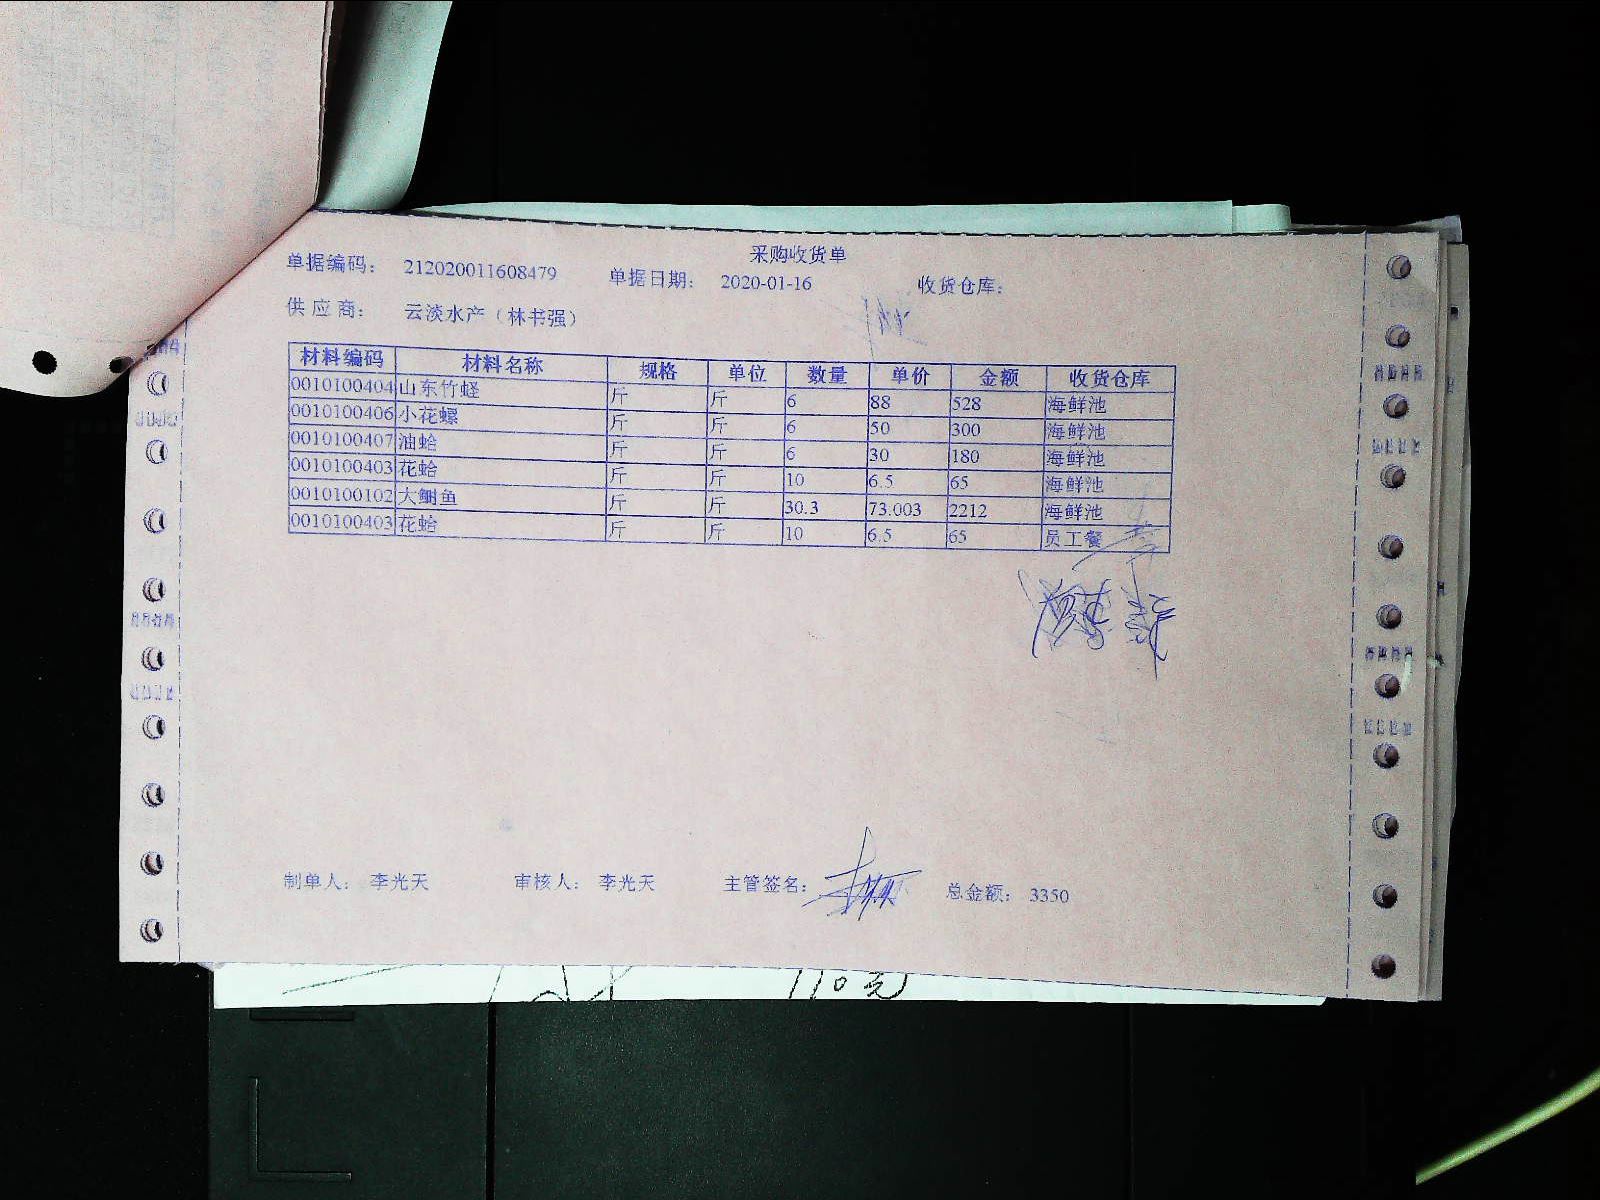 采购收货单
单据编码： 212020011608479 单据日期： 2020-01-16 收货仓库：
供应商： 云淡水产（林书强）
材料编码 材料名称 规格 单位 数量 单价 金额 收货仓库
0010100404 山东竹蛏 斤 斤 6 88 528 海鲜池
0010100406 小花螺 斤 斤 6 50 300 海鲜池
0010100407 油蛤 斤 斤 6 30 180 海鲜池
0010100403 花蛤 斤 斤 10 6.5 65 海鲜池
0010100102 大鮰鱼 斤 斤 30.3 73.003 2212 海鲜池
0010100403 花蛤 斤 斤 10 6.5 65 员工餐
制单人： 李光天 审核人： 李光天 主管签名： 总金额： 3350
110元